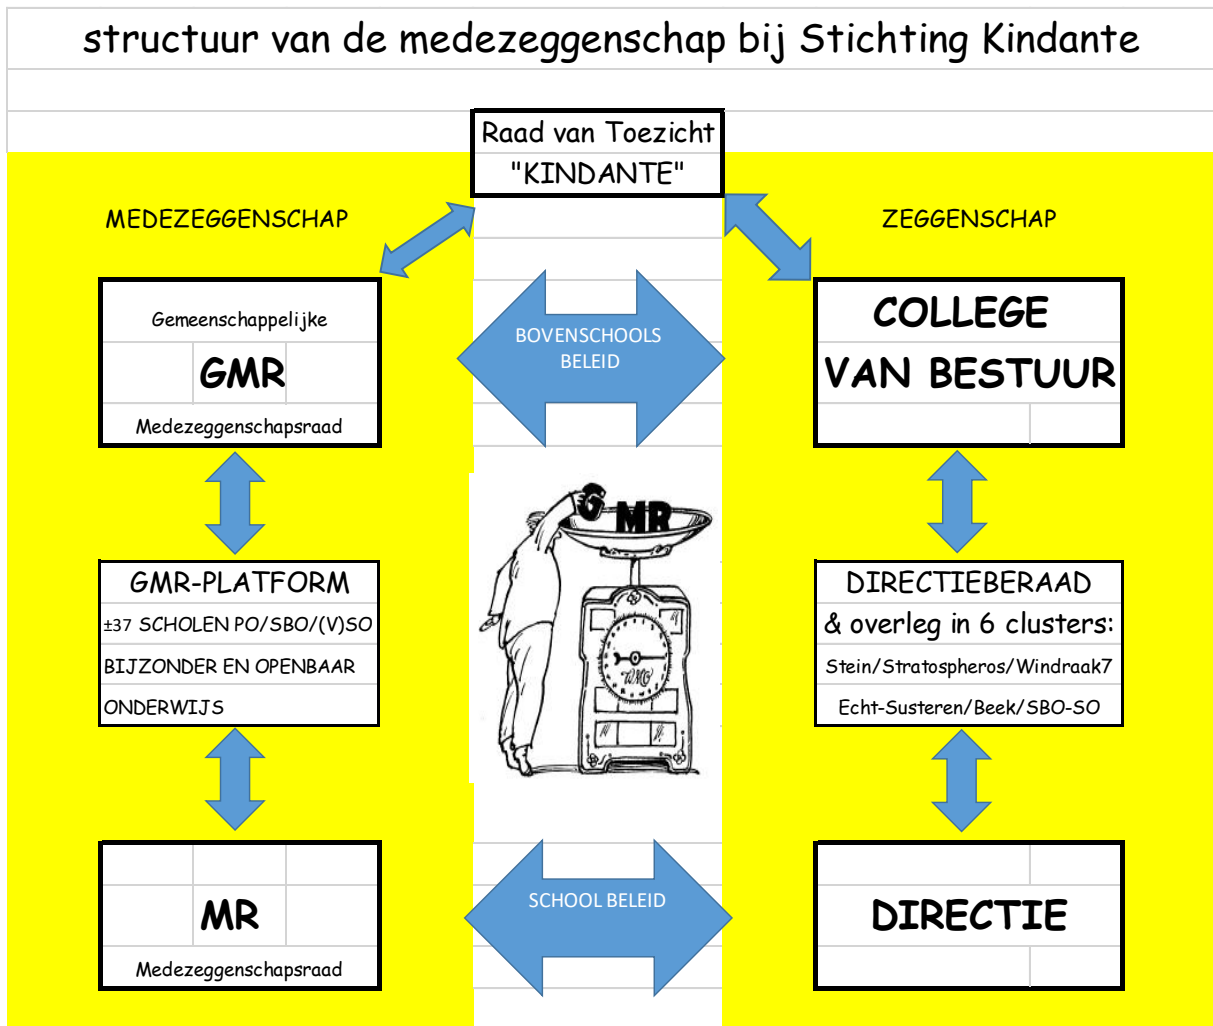 structuur van de medezeggenschap bij Stichting Kindante
Raad van Toezicht
"KINDANTE"
MEDEZEGGENSCHAP
ZEGGENSCHAP
Gemeenschappelijke
GMR
Medezeggenschapsraad
BOVENSCHOOLS
BELEID
COLLEGE
VAN BESTUUR
GMR-PLATFORM
±37 SCHOLEN PO/SBO/(V)SO
BIJZONDER EN OPENBAAR
ONDERWIJS
G MR
WMO
DIRECTIEBERAAD
& overleg in 6 clusters:
Stein/Stratospheros/Windraak7
Echt-Susteren/Beek/SBO-SO
MR
Medezeggenschapsraad
SCHOOL BELEID
DIRECTIE